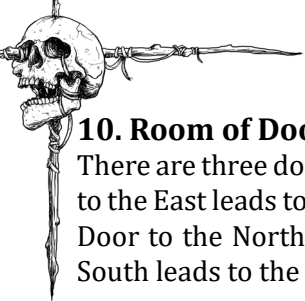 10. Room of Doo
There are three do
to the East leads to
Door to the North
South leads to the